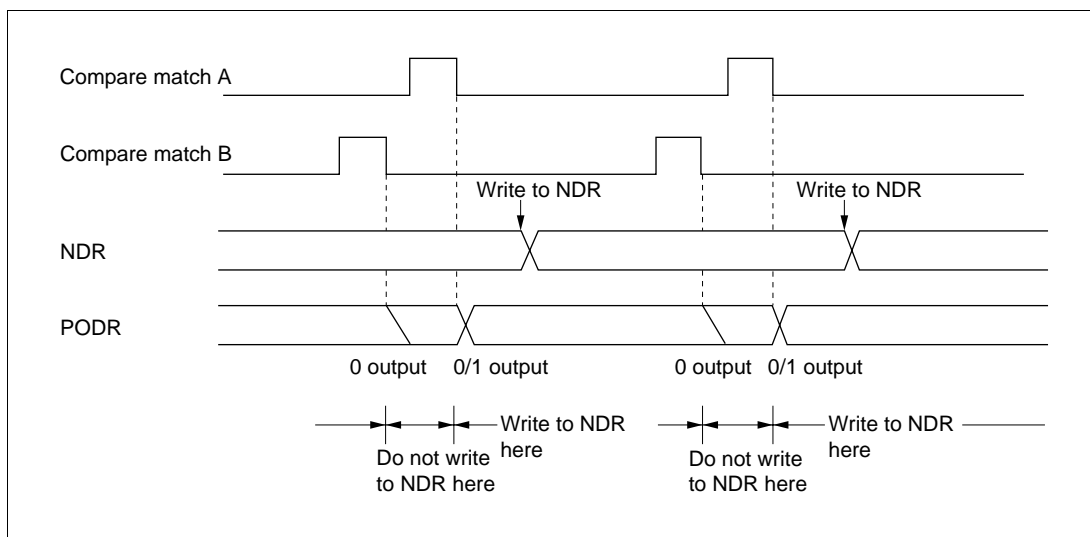 Compare match A
Compare match B
Write to NDR
Write to NDR
NDR
PODR
0 output
0/1 output
0 output
0/1 output
Write to NDR
here
Write to NDR
here
Do not write
to NDR here
Do not write
to NDR here